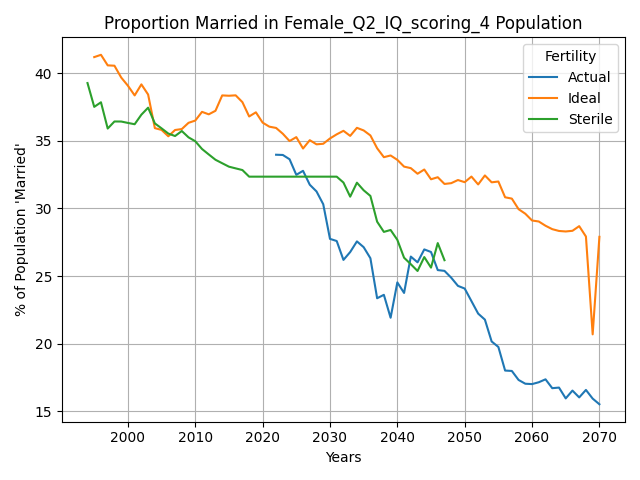 Proportion Married in Female_Q2_IQ_scoring_4 Population
% of Population 'Married'
40
35
30
25
20
15
Fertility
Actual
Ideal
Sterile
2000 2010 2020 2030 2040 2050 2060 2070
Years